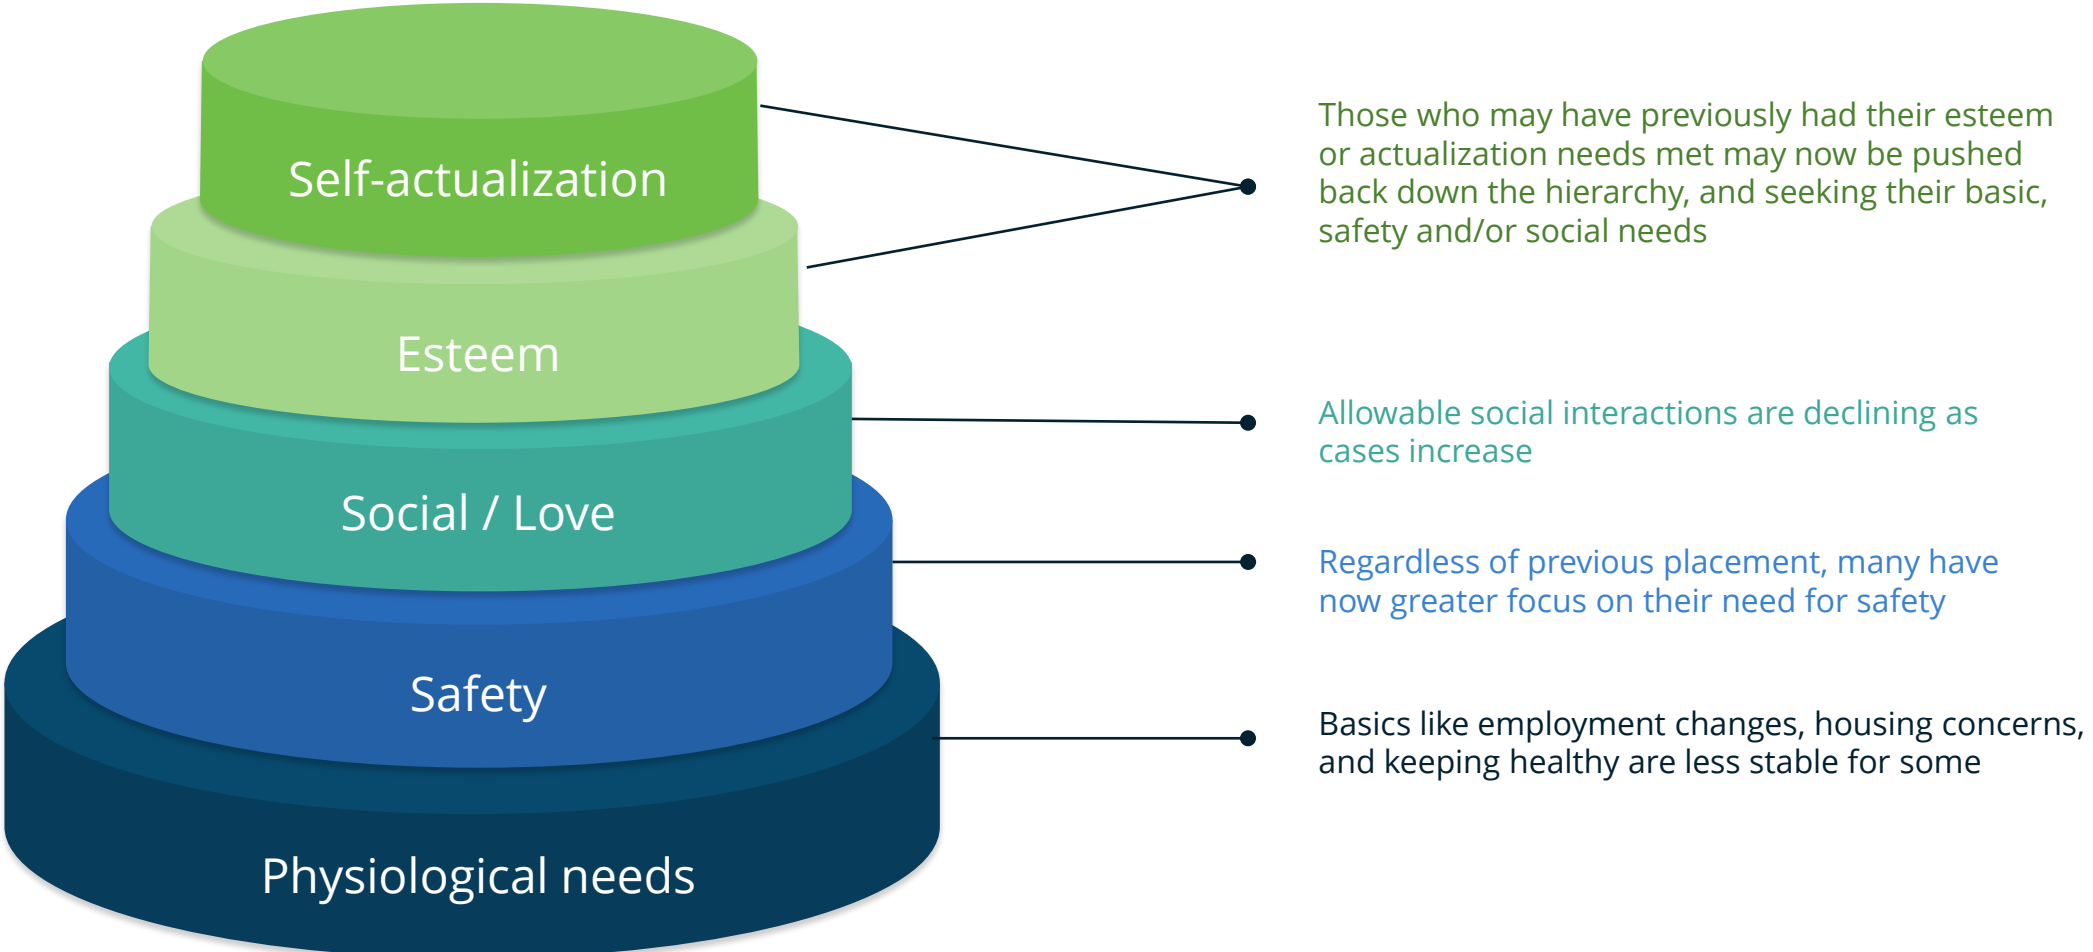 Self-actualization
Esteem
Social / Love
Safety
Physiological needs
Those who may have previously had their esteem
or actualization needs met may now be pushed
back down the hierarchy, and seeking their basic,
safety and/or social needs
Allowable social interactions are declining as
cases increase
Regardless of previous placement, many have
now greater focus on their need for safety
Basics like employment changes, housing concerns,
and keeping healthy are less stable for some